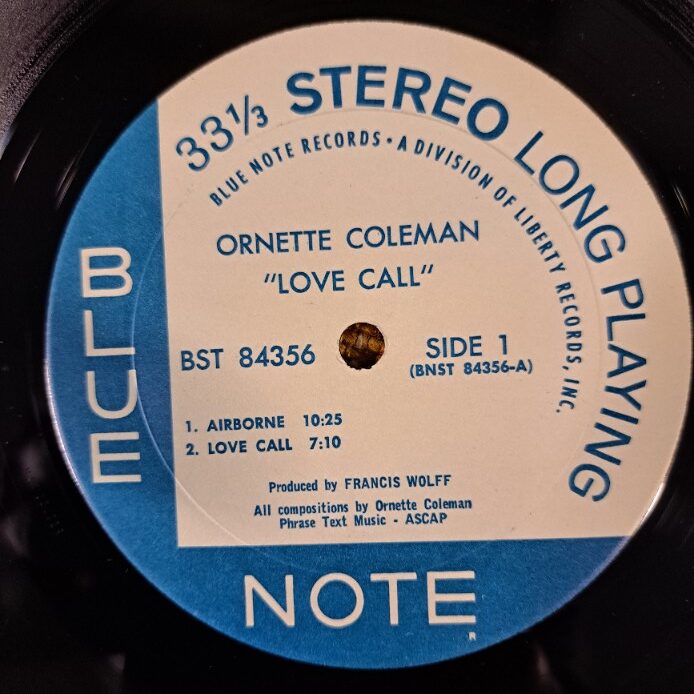 33⅓ STEREO LONG PLAYING
BLUE NOTE RECORDS • A DIVISION OF LIBERTY RECORDS, INC.
ORNETTE COLEMAN
"LOVE CALL"
BST 84356
SIDE 1
(BNST 84356-A)
1. AIRBORNE 10:25
2. LOVE CALL 7:10
Produced by FRANCIS WOLFF
All compositions by Ornette Coleman
Phrase Text Music - ASCAP
BLUE
NOTE
R